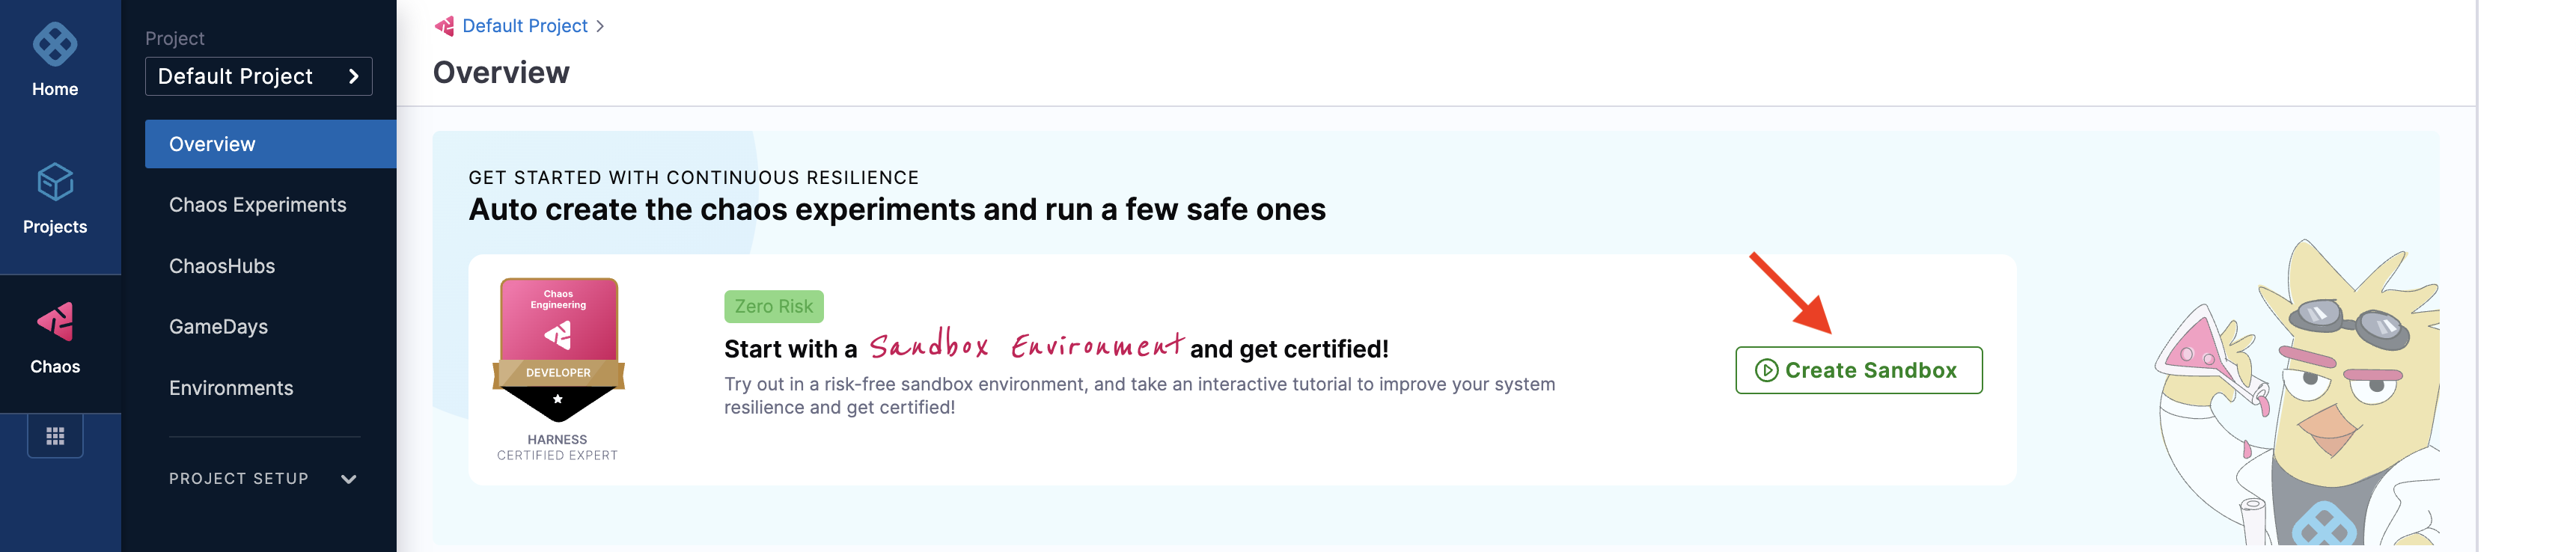 Home
Projects
Chaos
Project
Default Project
Overview
Chaos Experiments
ChaosHubs
GameDays
Environments
PROJECT SETUP
Default Project
Overview
GET STARTED WITH CONTINUOUS RESILIENCE
Auto create the chaos experiments and run a few safe ones
Chaos
Engineering
DEVELOPER
HARNESS
CERTIFIED EXPERT
Zero Risk
Start with a Sandbox Environment and get certified!
Try out in a risk-free sandbox environment, and take an interactive tutorial to improve your system
resilience and get certified!
Create Sandbox